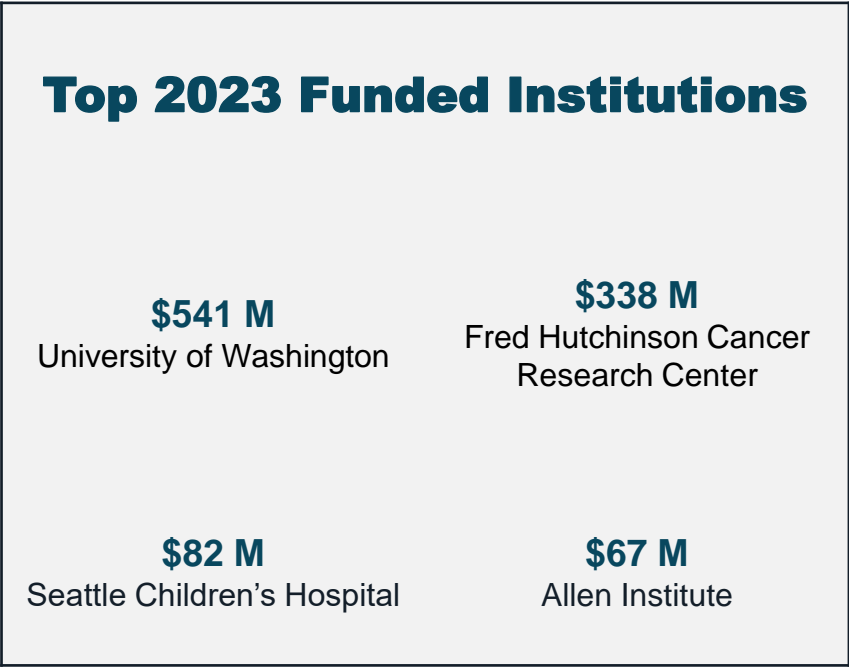 Top 2023 Funded Institutions
$541 M
University of Washington
$338 M
Fred Hutchinson Cancer
Research Center
$82 M
Seattle Children’s Hospital
$67 M
Allen Institute